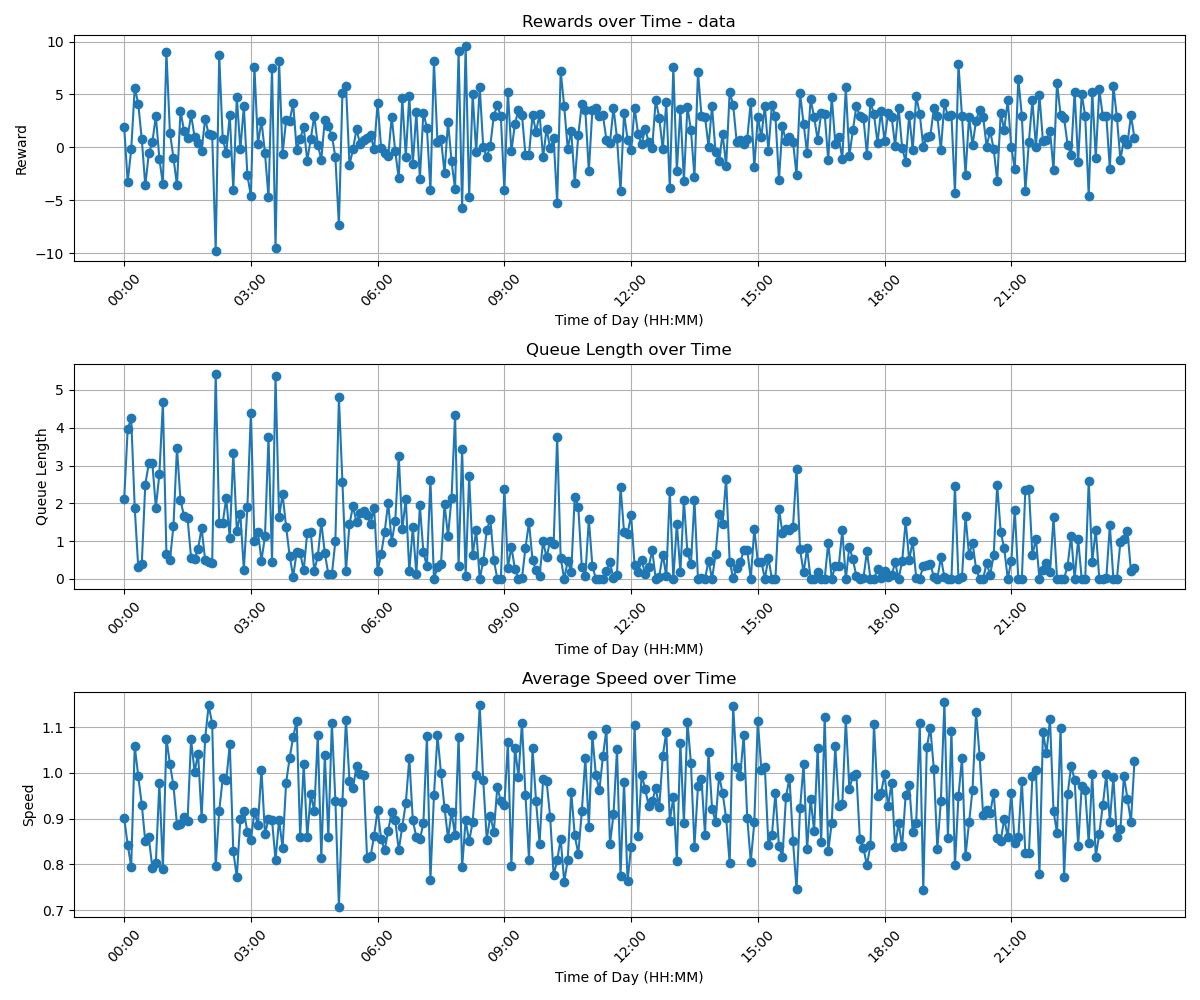 Rewards over Time - data
10
5
0
−5
−10
Reward
00:00 03:00 06:00 09:00 12:00 15:00 18:00 21:00
Time of Day (HH:MM)
Queue Length over Time
5
4
3
2
1
0
Queue Length
00:00 03:00 06:00 09:00 12:00 15:00 18:00 21:00
Time of Day (HH:MM)
Average Speed over Time
1.1
1.0
0.9
0.8
0.7
Speed
00:00 03:00 06:00 09:00 12:00 15:00 18:00 21:00
Time of Day (HH:MM)